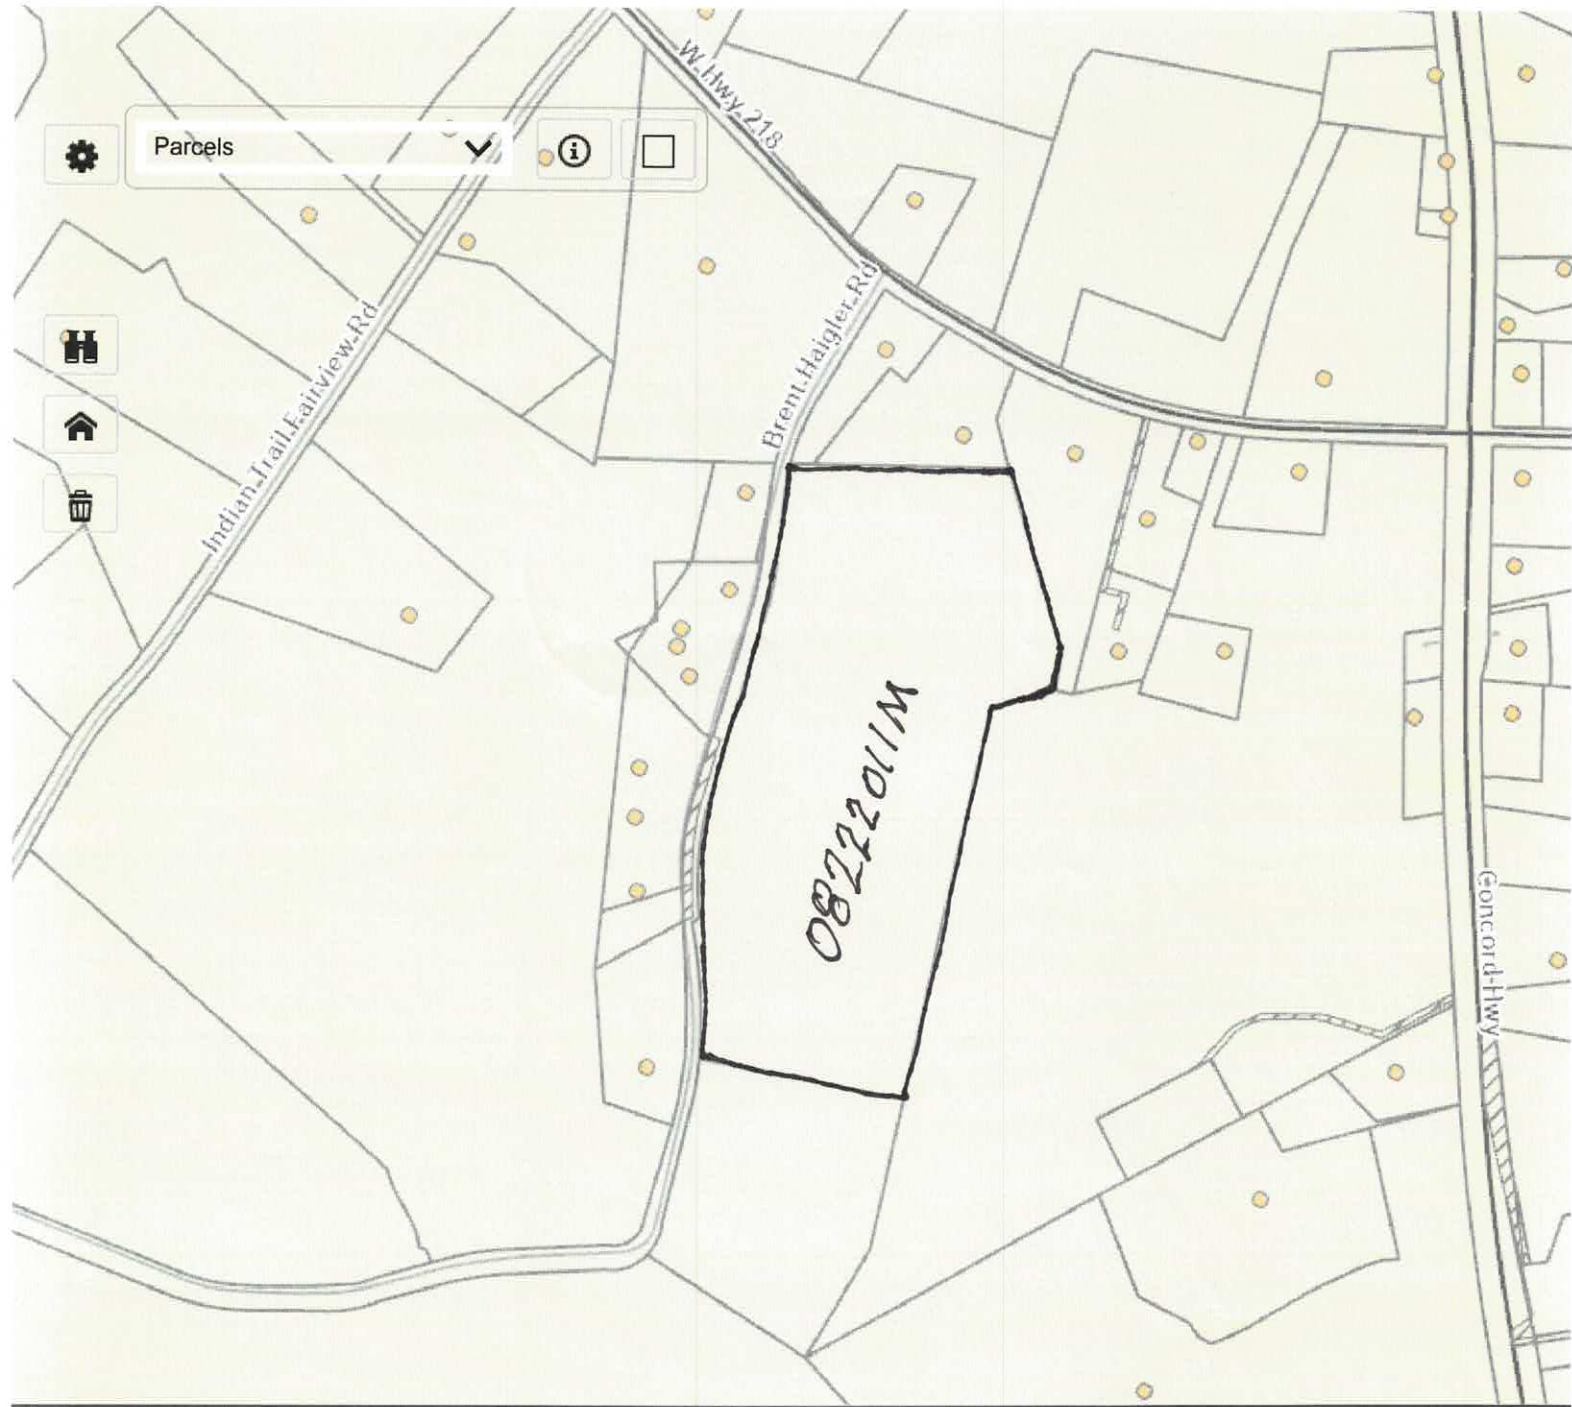 W-Hwy-218
Parcels
Brent-Haigler-Rd
Indian-Trail-Fairview-Rd
08222011M
Concord-Hwy